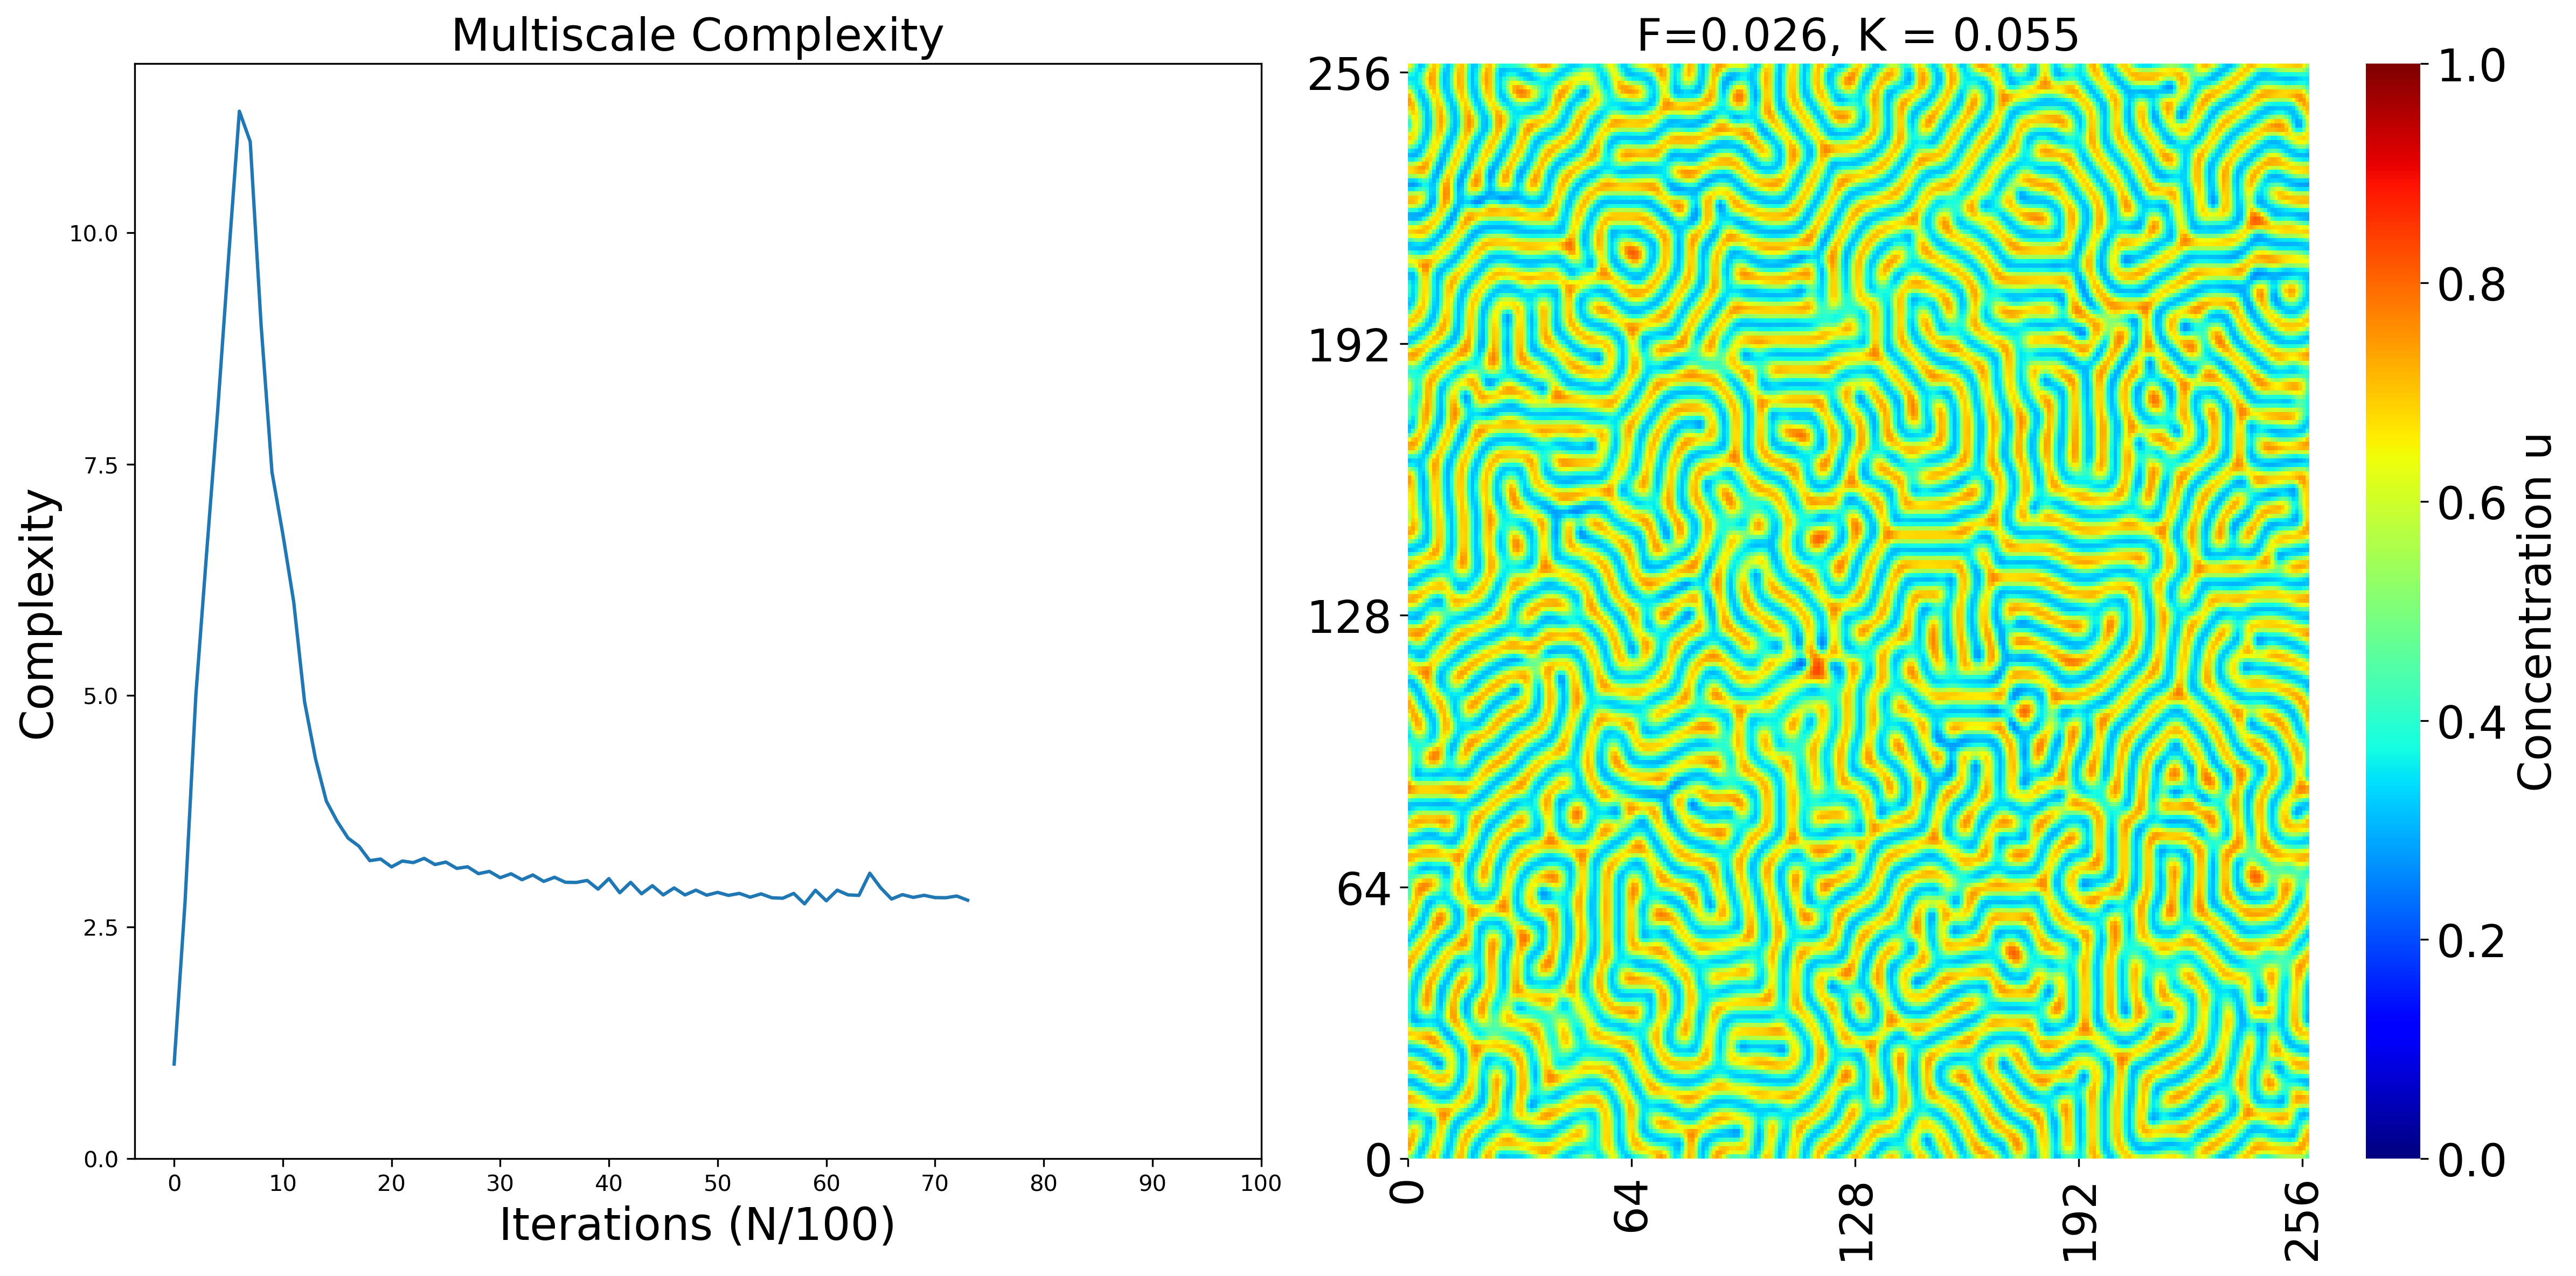 Multiscale Complexity
10.0
7.5
5.0
2.5
0.0
Complexity
0 10 20 30 40 50 60 70 80 90 100
Iterations (N/100)
F=0.026, K = 0.055
256
192
128
64
0
0 64 128 192 256
1.0
0.8
0.6
0.4
0.2
0.0
Concentration u